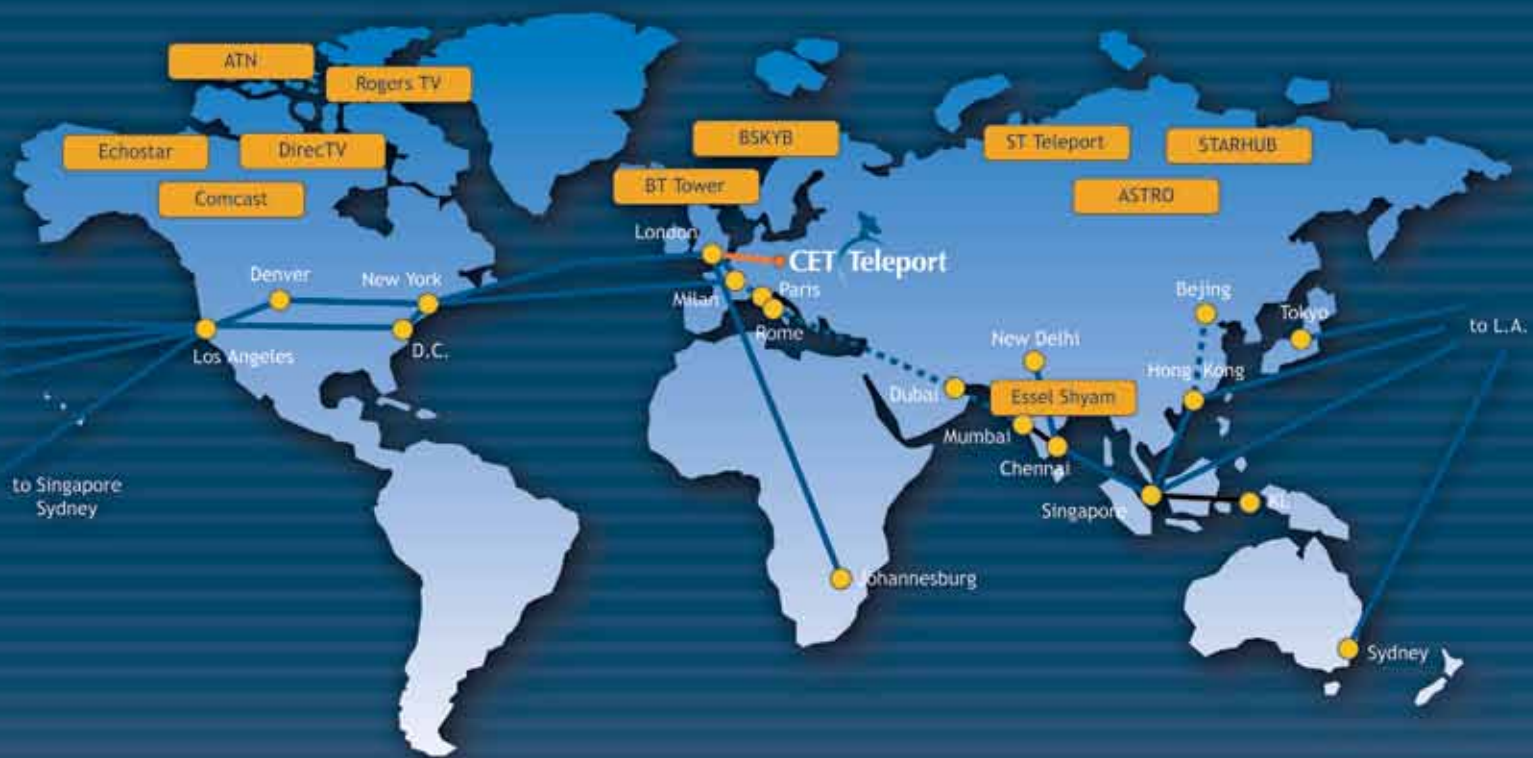 ATN
Rogers TV
Echostar
DirecTV
Comcast
BSKYB
BT Tower
ST Teleport
STARHUB
ASTRO
London
CET Teleport
Denver
New York
Milan
Paris
Rome
Los Angeles
D.C.
New Delhi
Bejing
Tokyo
to L.A.
Hong Kong
Dubai
Essel Shyam
Mumbai
Chennai
Singapore
KL
to Singapore
Sydney
Johannesburg
Sydney